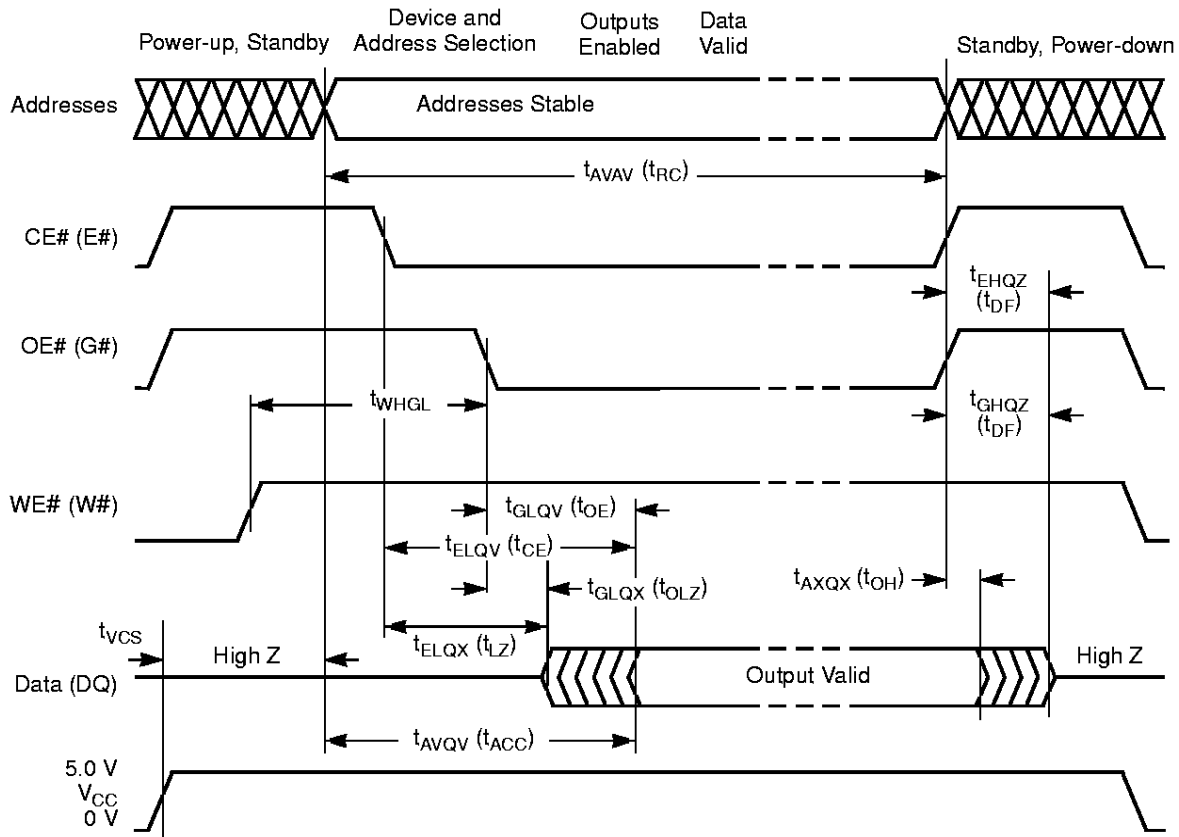 Power-up, Standby
Device and
Address Selection
Outputs
Enabled
Data
Valid
Standby, Power-down
Addresses
Addresses Stable
tAVAV (tRC)
CE# (E#)
tEHQZ
(tDF)
OE# (G#)
tWHGL
tGHQZ
(tDF)
WE# (W#)
tGLQV (tOE)
tELQV (tCE)
tGLQX (tOLZ)
tAXQX (tOH)
tVCS
tELQX (tLZ)
High Z
High Z
Data (DQ)
Output Valid
tAVQV (tACC)
5.0 V
VCC
0 V